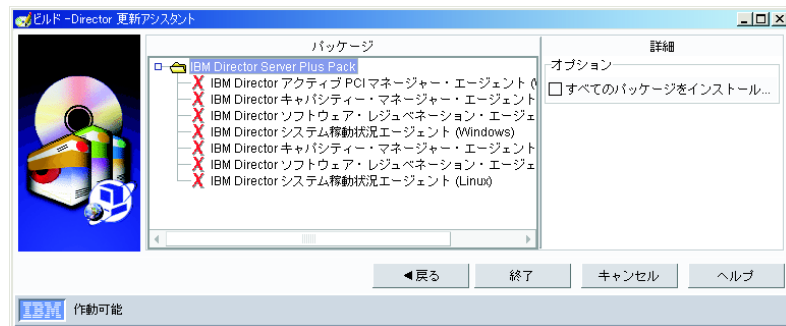 ビルド -Director 更新アシスタント
パッケージ
IBM Director Server Plus Pack
IBM Director アクティブ PCI マネージャー・エージェント (
IBM Director キャパシティー・マネージャー・エージェント
IBM Director ソフトウェア・レジュベネーション・エージェ
IBM Director システム稼動状況エージェント (Windows)
IBM Director キャパシティー・マネージャー・エージェント
IBM Director ソフトウェア・レジュベネーション・エージェ
IBM Director システム稼動状況エージェント (Linux)
詳細
オプション
すべてのパッケージをインストール...
◀戻る
終了
キャンセル
ヘルプ
IBM 作動可能